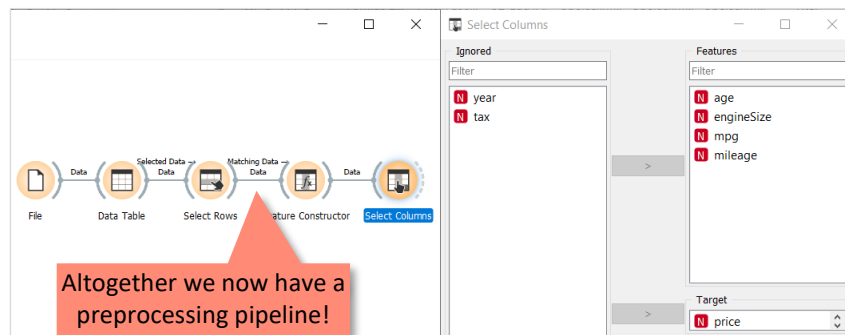 Select Columns
Ignored
Features
Filter
Filter
N year
N tax
N age
N engineSize
N mpg
N mileage
>
Data
Selected Data →
Data
Matching Data →
Data
Data
File
Data Table
Select Rows
ature Constructor
Select Columns
Altogether we now have a
preprocessing pipeline!
Target
>
N price